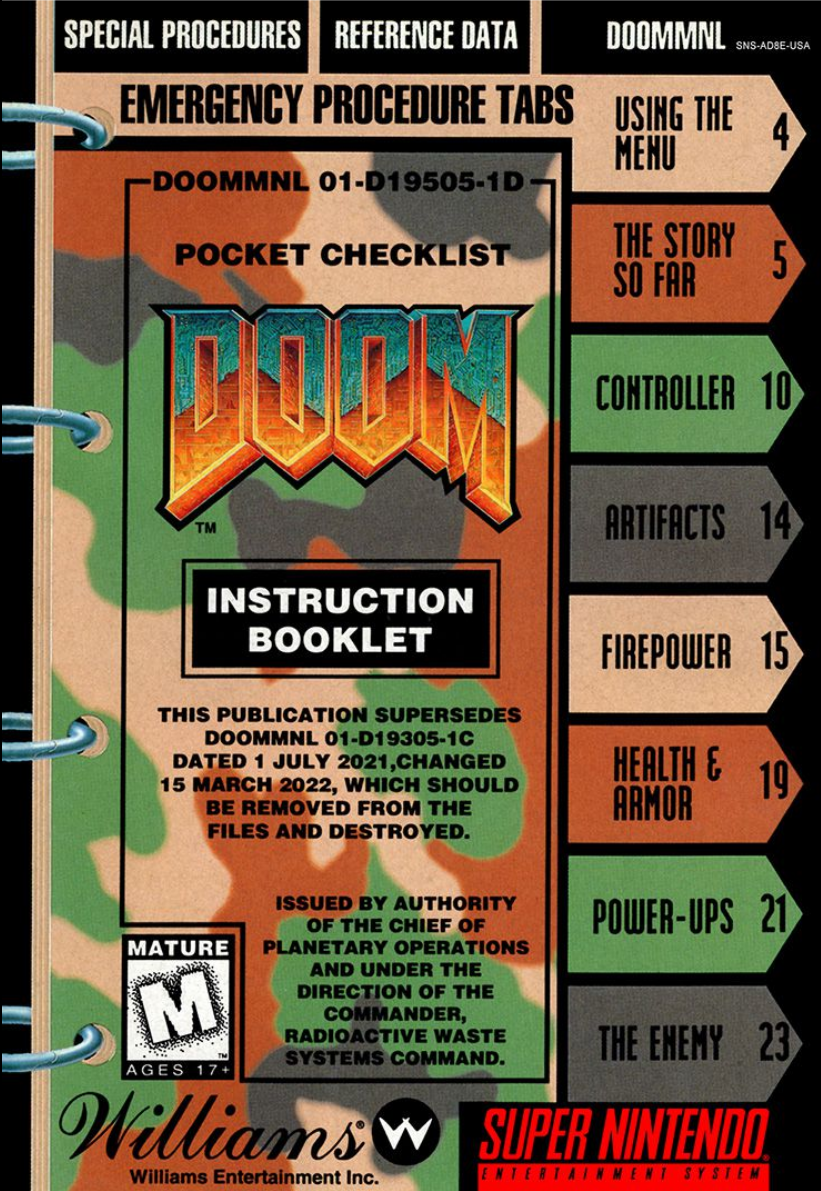 SPECIAL PROCEDURES
REFERENCE DATA
DOOMMNL
SNS-AD8E-USA
EMERGENCY PROCEDURE TABS
USING THE
MENU
4
THE STORY
SO FAR
5
CONTROLLER 10
ARTIFACTS 14
FIREPOWER 15
HEALTH &
ARMOR
19
POWER-UPS 21
THE ENEMY 23
DOOMMNL 01-D19505-1D
POCKET CHECKLIST
DOOM
TM
INSTRUCTION
BOOKLET
THIS PUBLICATION SUPERSEDES
DOOMMNL 01-D19305-1C
DATED 1 JULY 2021,CHANGED
15 MARCH 2022, WHICH SHOULD
BE REMOVED FROM THE
FILES AND DESTROYED.
ISSUED BY AUTHORITY
OF THE CHIEF OF
PLANETARY OPERATIONS
AND UNDER THE
DIRECTION OF THE
COMMANDER,
RADIOACTIVE WASTE
SYSTEMS COMMAND.
MATURE
M
TM
AGES 17+
Williams® W
Williams Entertainment Inc.
SUPER NINTENDO®
ENTERTAINMENT SYSTEM